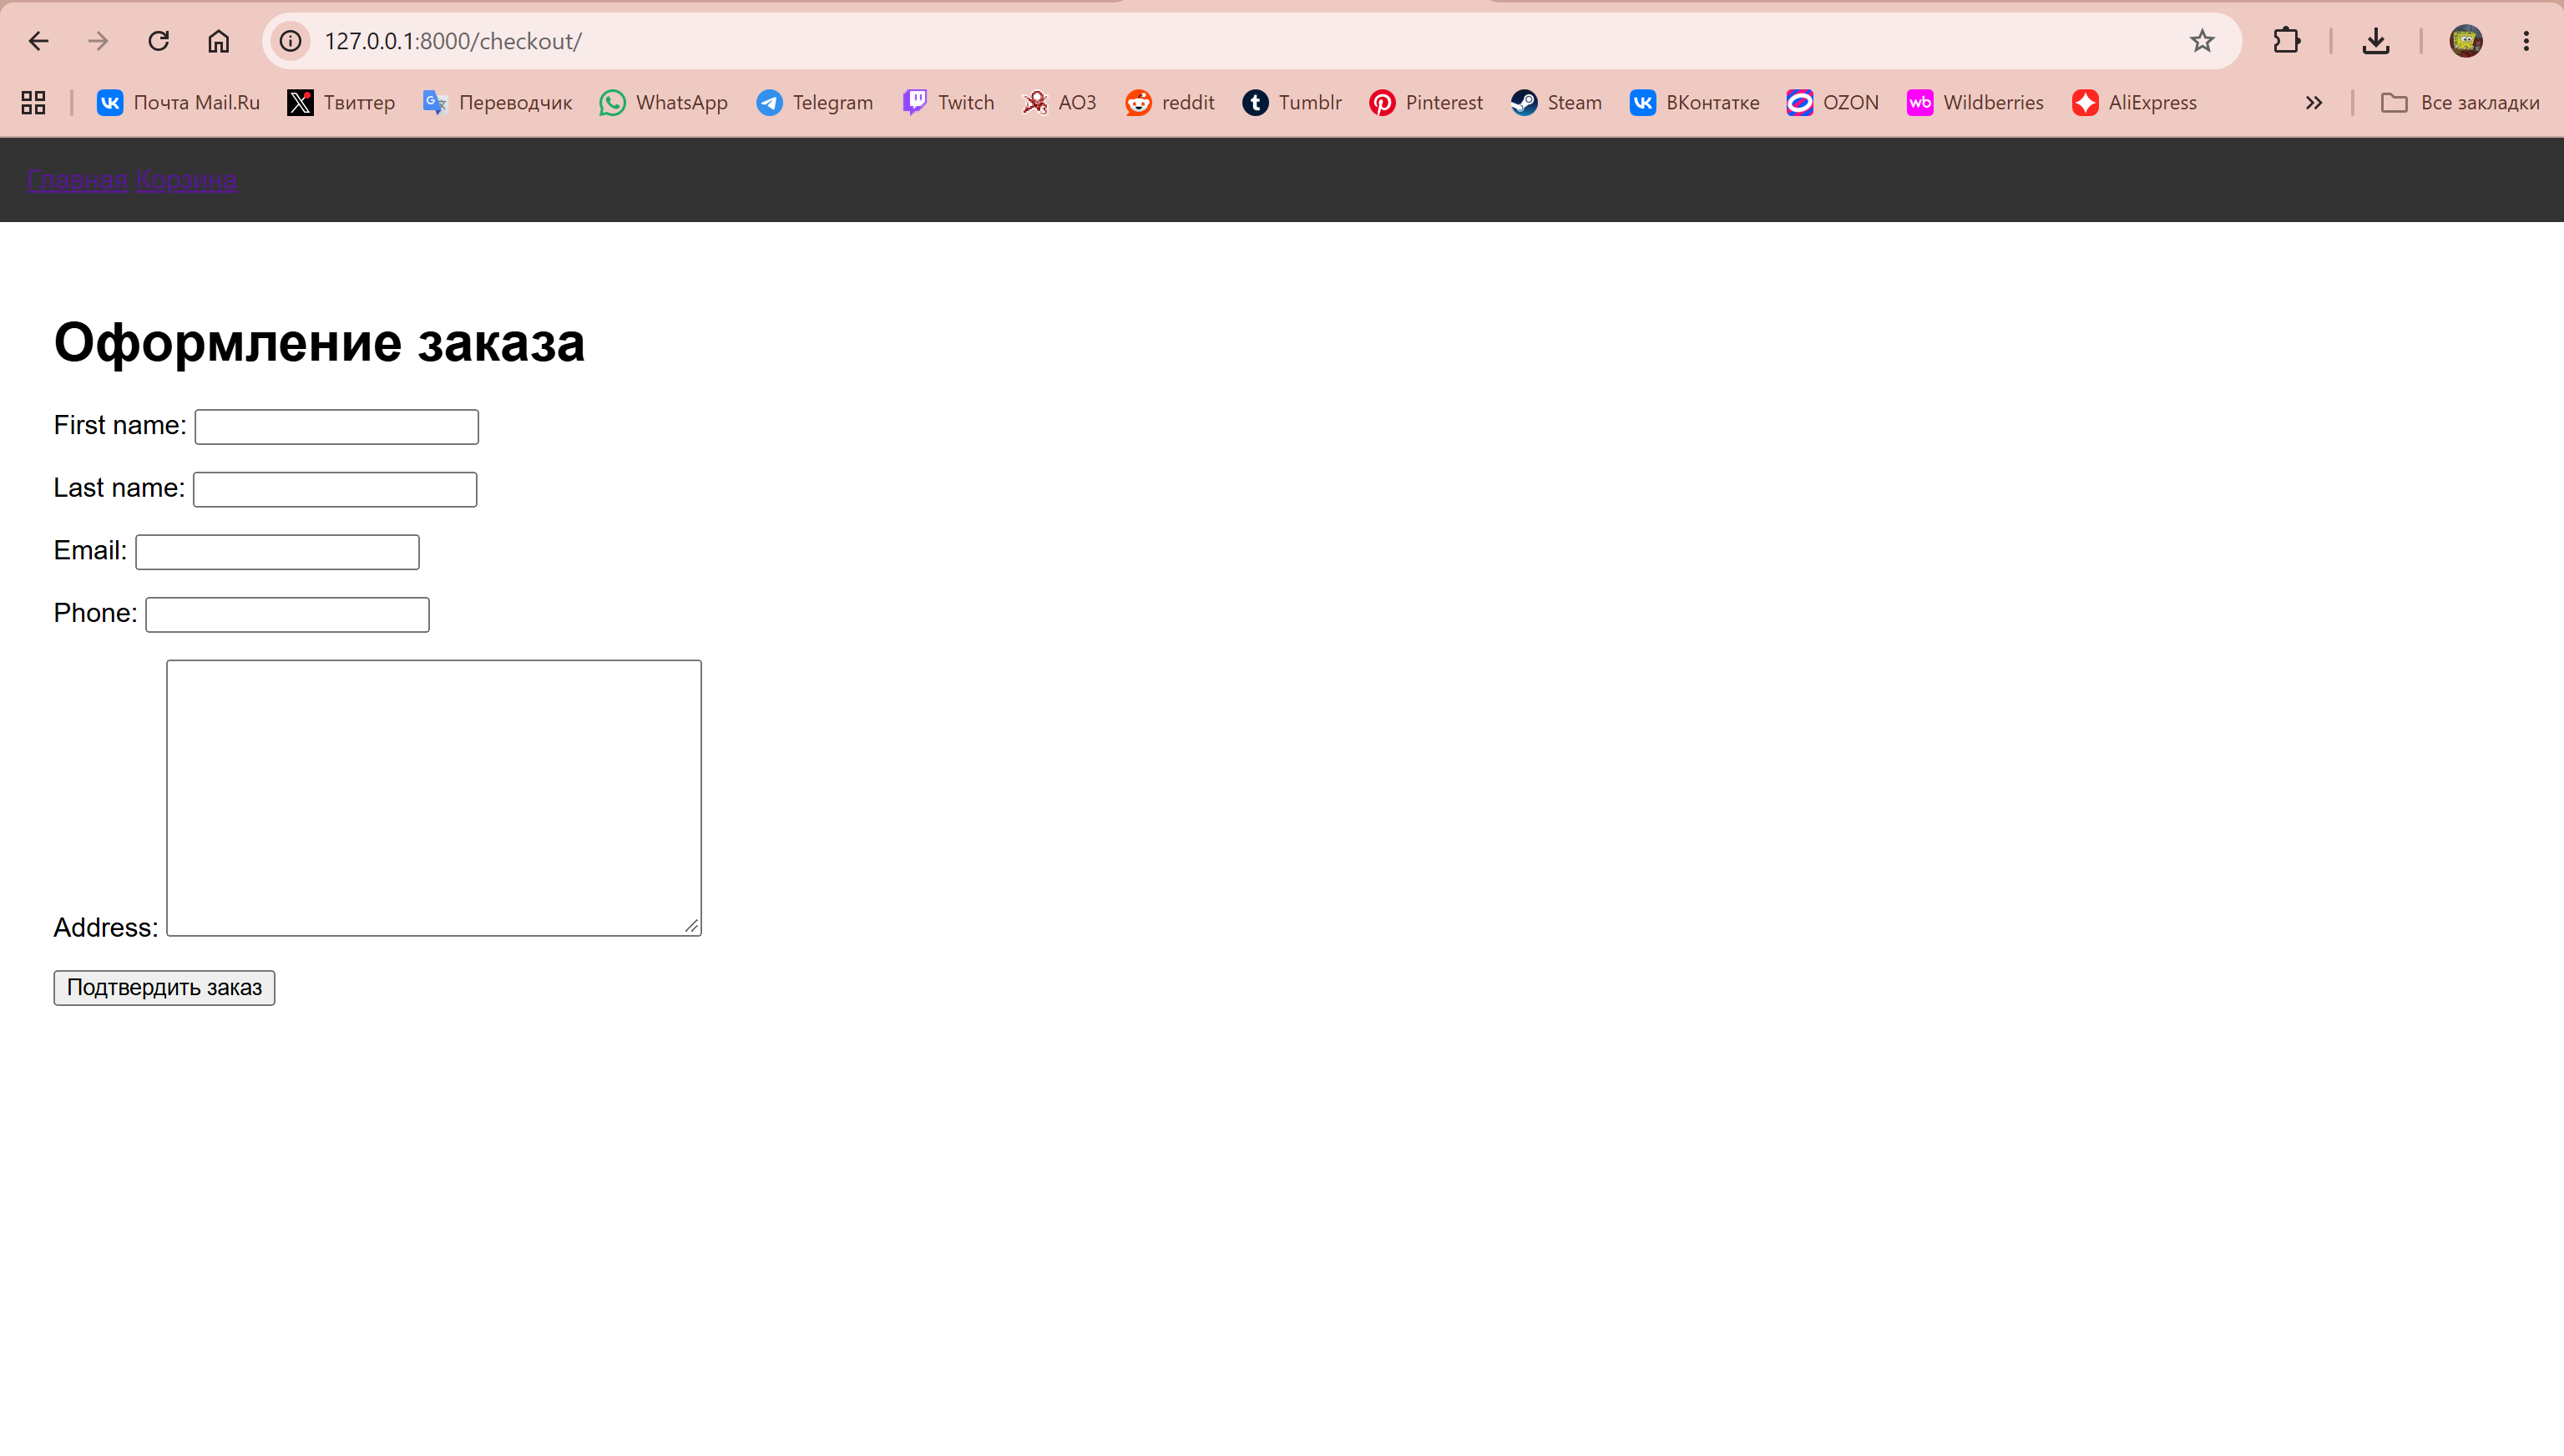 127.0.0.1:8000/checkout/
Почта Mail.Ru Твиттер Переводчик WhatsApp Telegram Twitch AO3 reddit Tumblr Pinterest Steam ВКонтакте OZON Wildberries AliExpress » Все закладки
Главная Корзина
Оформление заказа
First name:
Last name:
Email:
Phone:
Address:
Подтвердить заказ